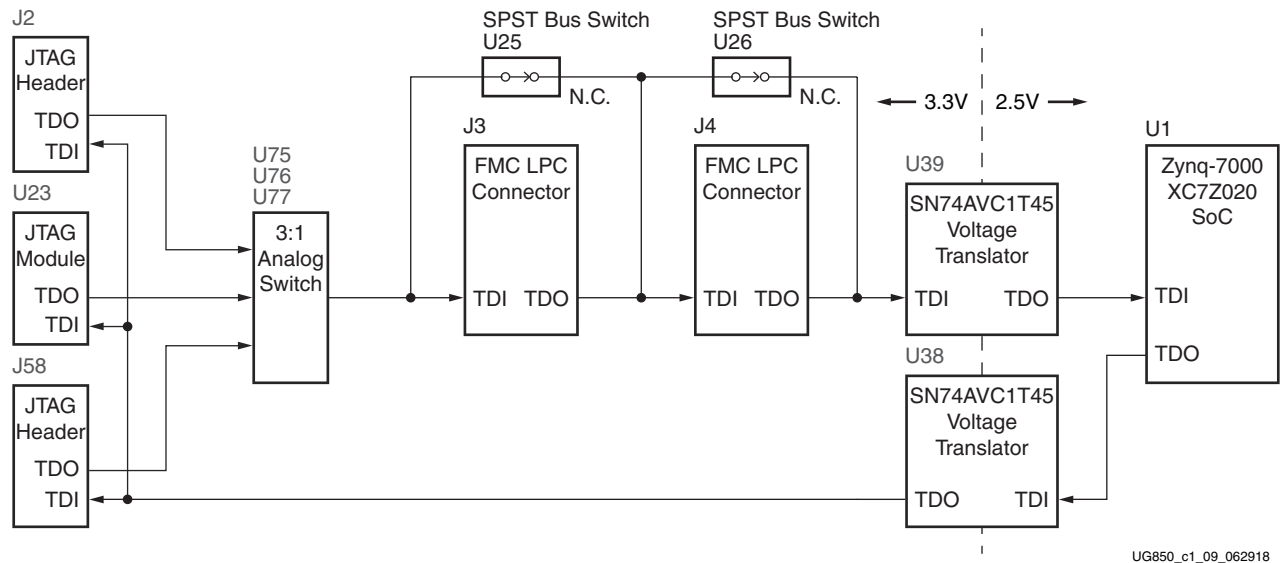 J2
JTAG
Header
TDO
TDI
U23
JTAG
Module
TDO
TDI
J58
JTAG
Header
TDO
TDI
U75
U76
U77
3:1
Analog
Switch
SPST Bus Switch
U25
N.C.
J3
FMC LPC
Connector
TDI TDO
SPST Bus Switch
U26
N.C.
J4
FMC LPC
Connector
TDI TDO
3.3V 2.5V
U39
SN74AVC1T45
Voltage
Translator
TDI TDO
U38
SN74AVC1T45
Voltage
Translator
TDO TDI
U1
Zynq-7000
XC7Z020
SoC
TDI
TDO
UG850_c1_09_062918